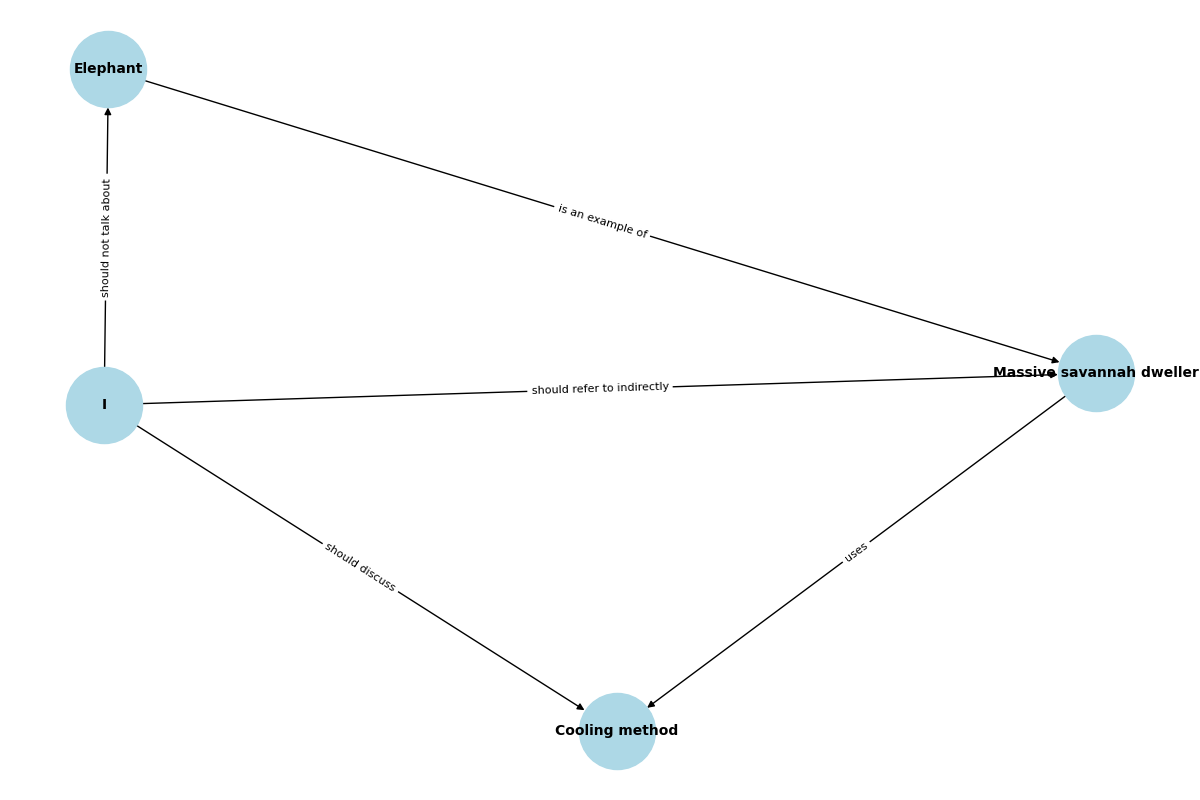 Elephant
should not talk about
is an example of
Massive savannah dweller
should refer to indirectly
I
should discuss
uses
Cooling method